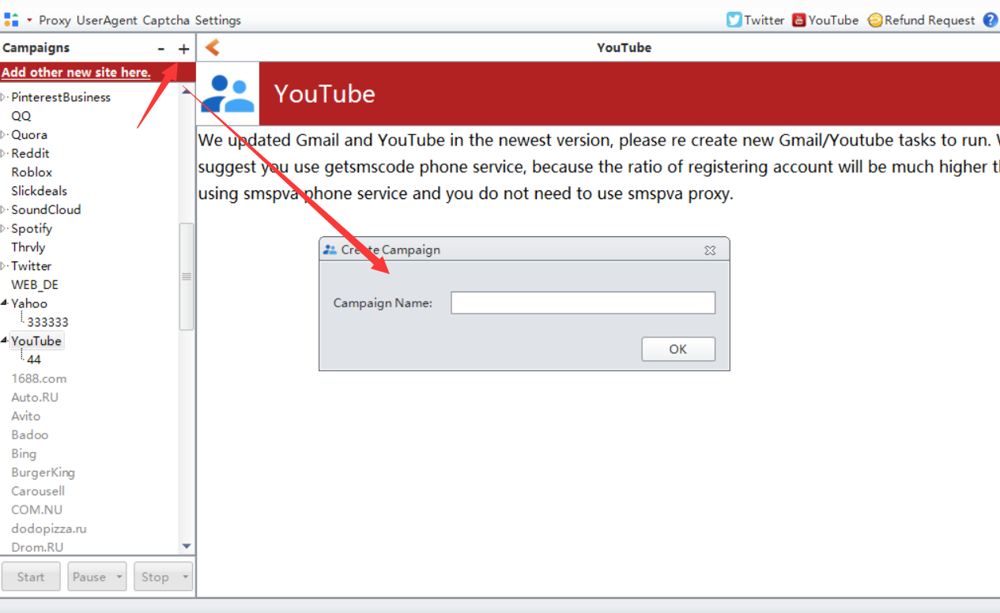 Proxy UserAgent Captcha Settings
Twitter YouTube Refund Request ?
Campaigns - +
YouTube
Add other new site here.
YouTube
PinterestBusiness
QQ
Quora
Reddit
Roblox
Slickdeals
SoundCloud
Spotify
Thrvly
Twitter
WEB_DE
Yahoo
333333
YouTube
44
1688.com
Auto.RU
Avito
Badoo
Bing
BurgerKing
Carousell
COM.NU
dodopizza.ru
Drom.RU
Start Pause Stop
We updated Gmail and YouTube in the newest version, please re create new Gmail/Youtube tasks to run.
suggest you use getsmscode phone service, because the ratio of registering account will be much higher
using smspva phone service and you do not need to use smspva proxy.
Create Campaign
Campaign Name:
OK